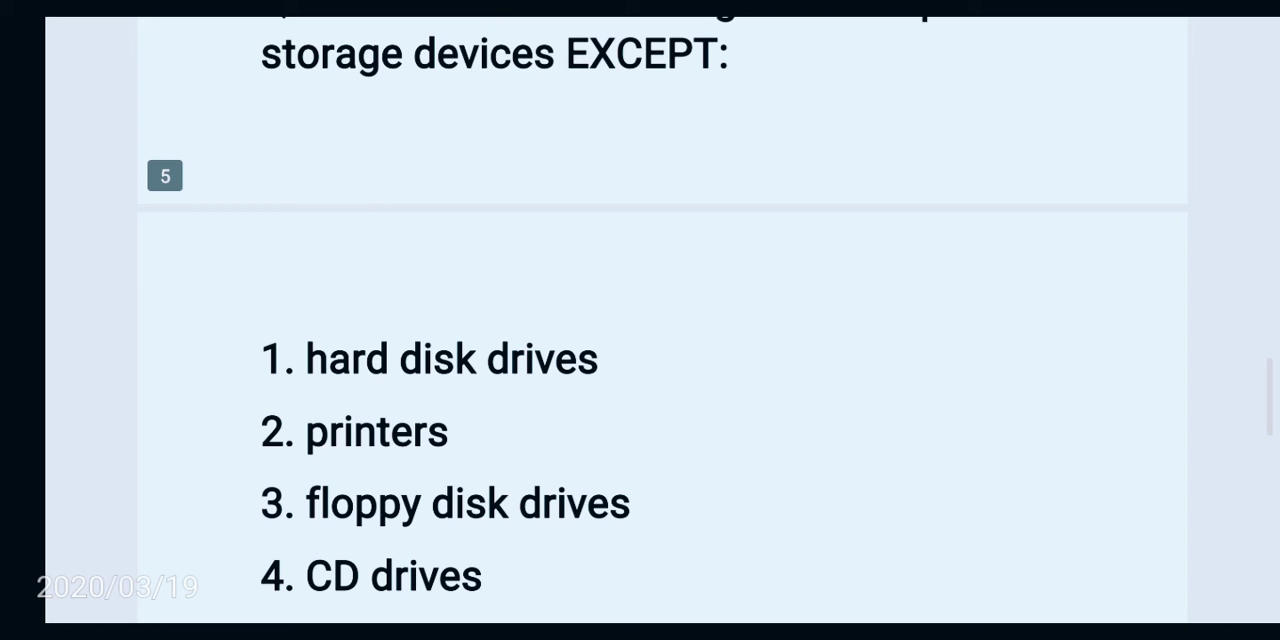 storage devices EXCEPT:
5
1. hard disk drives
2. printers
3. floppy disk drives
4. CD drives
2020/03/19